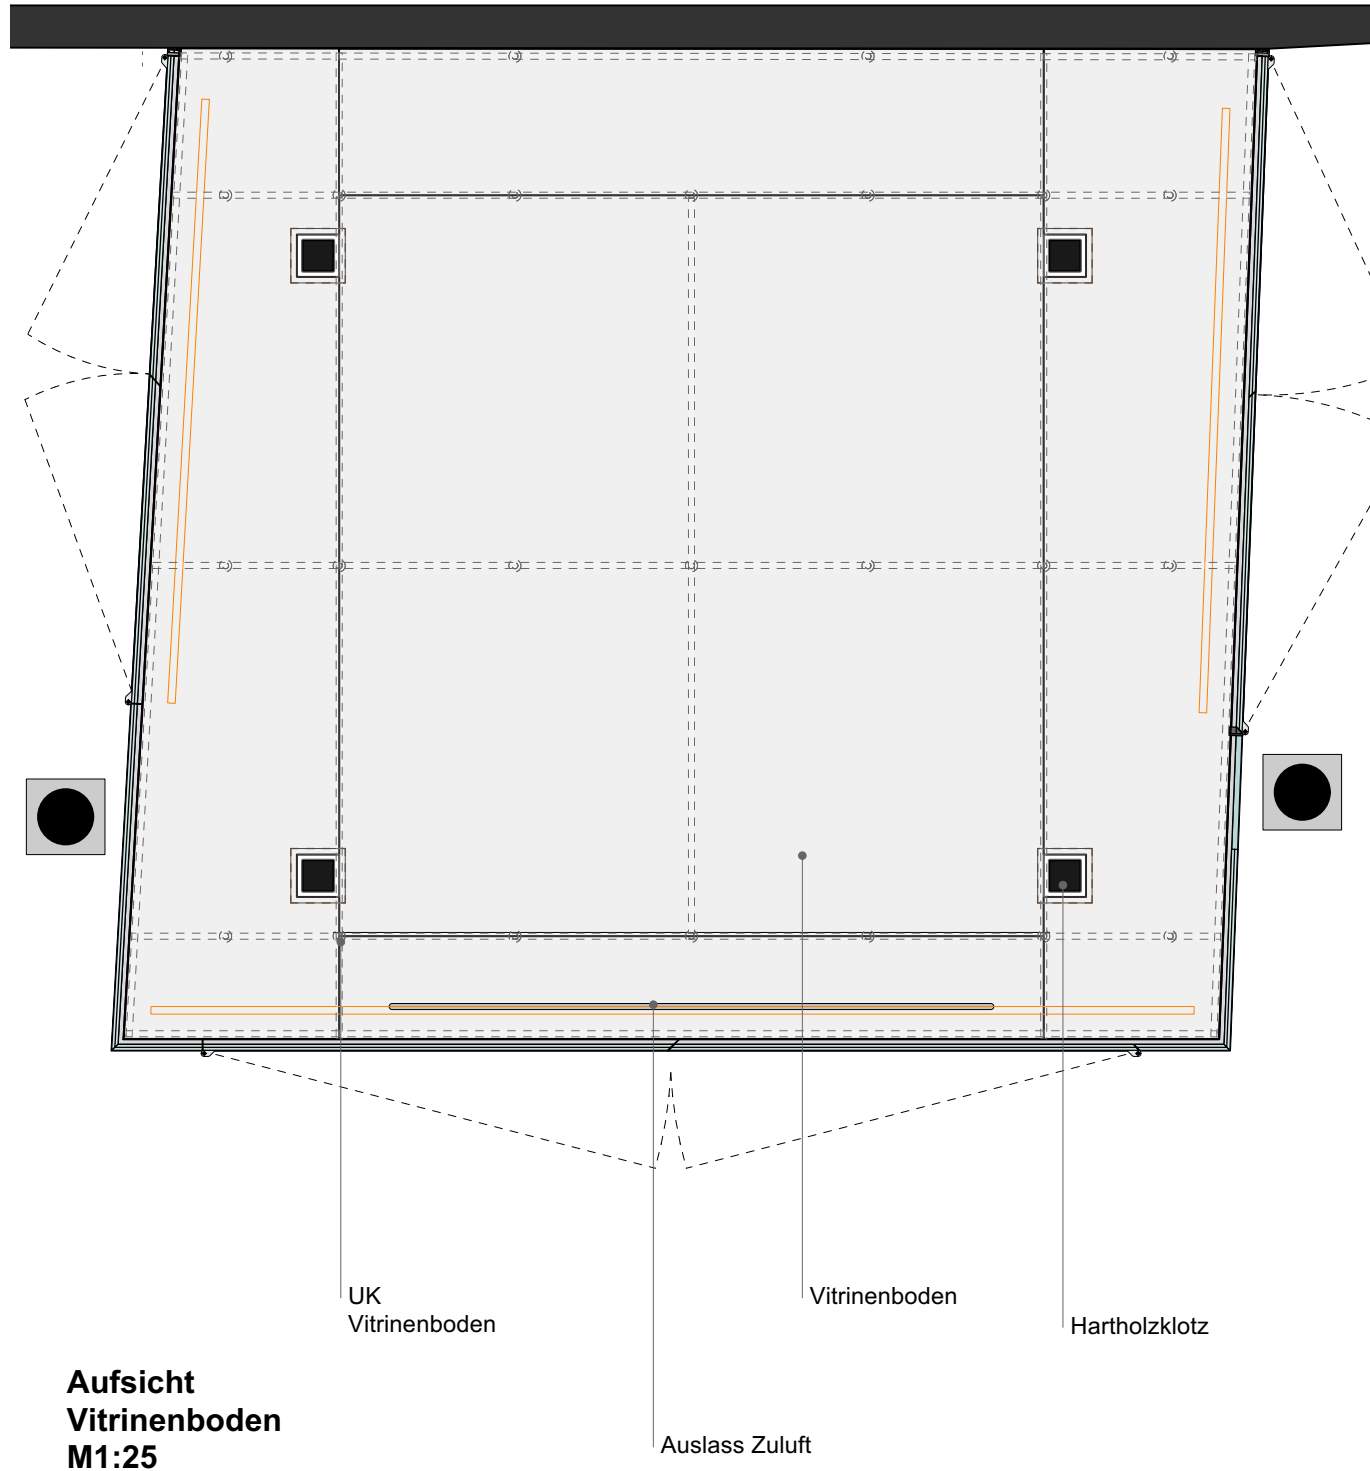 UK
Vitrinenboden
Vitrinenboden
Hartholzklotz
Aufsicht
Vitrinenboden
M1:25
Auslass Zuluft